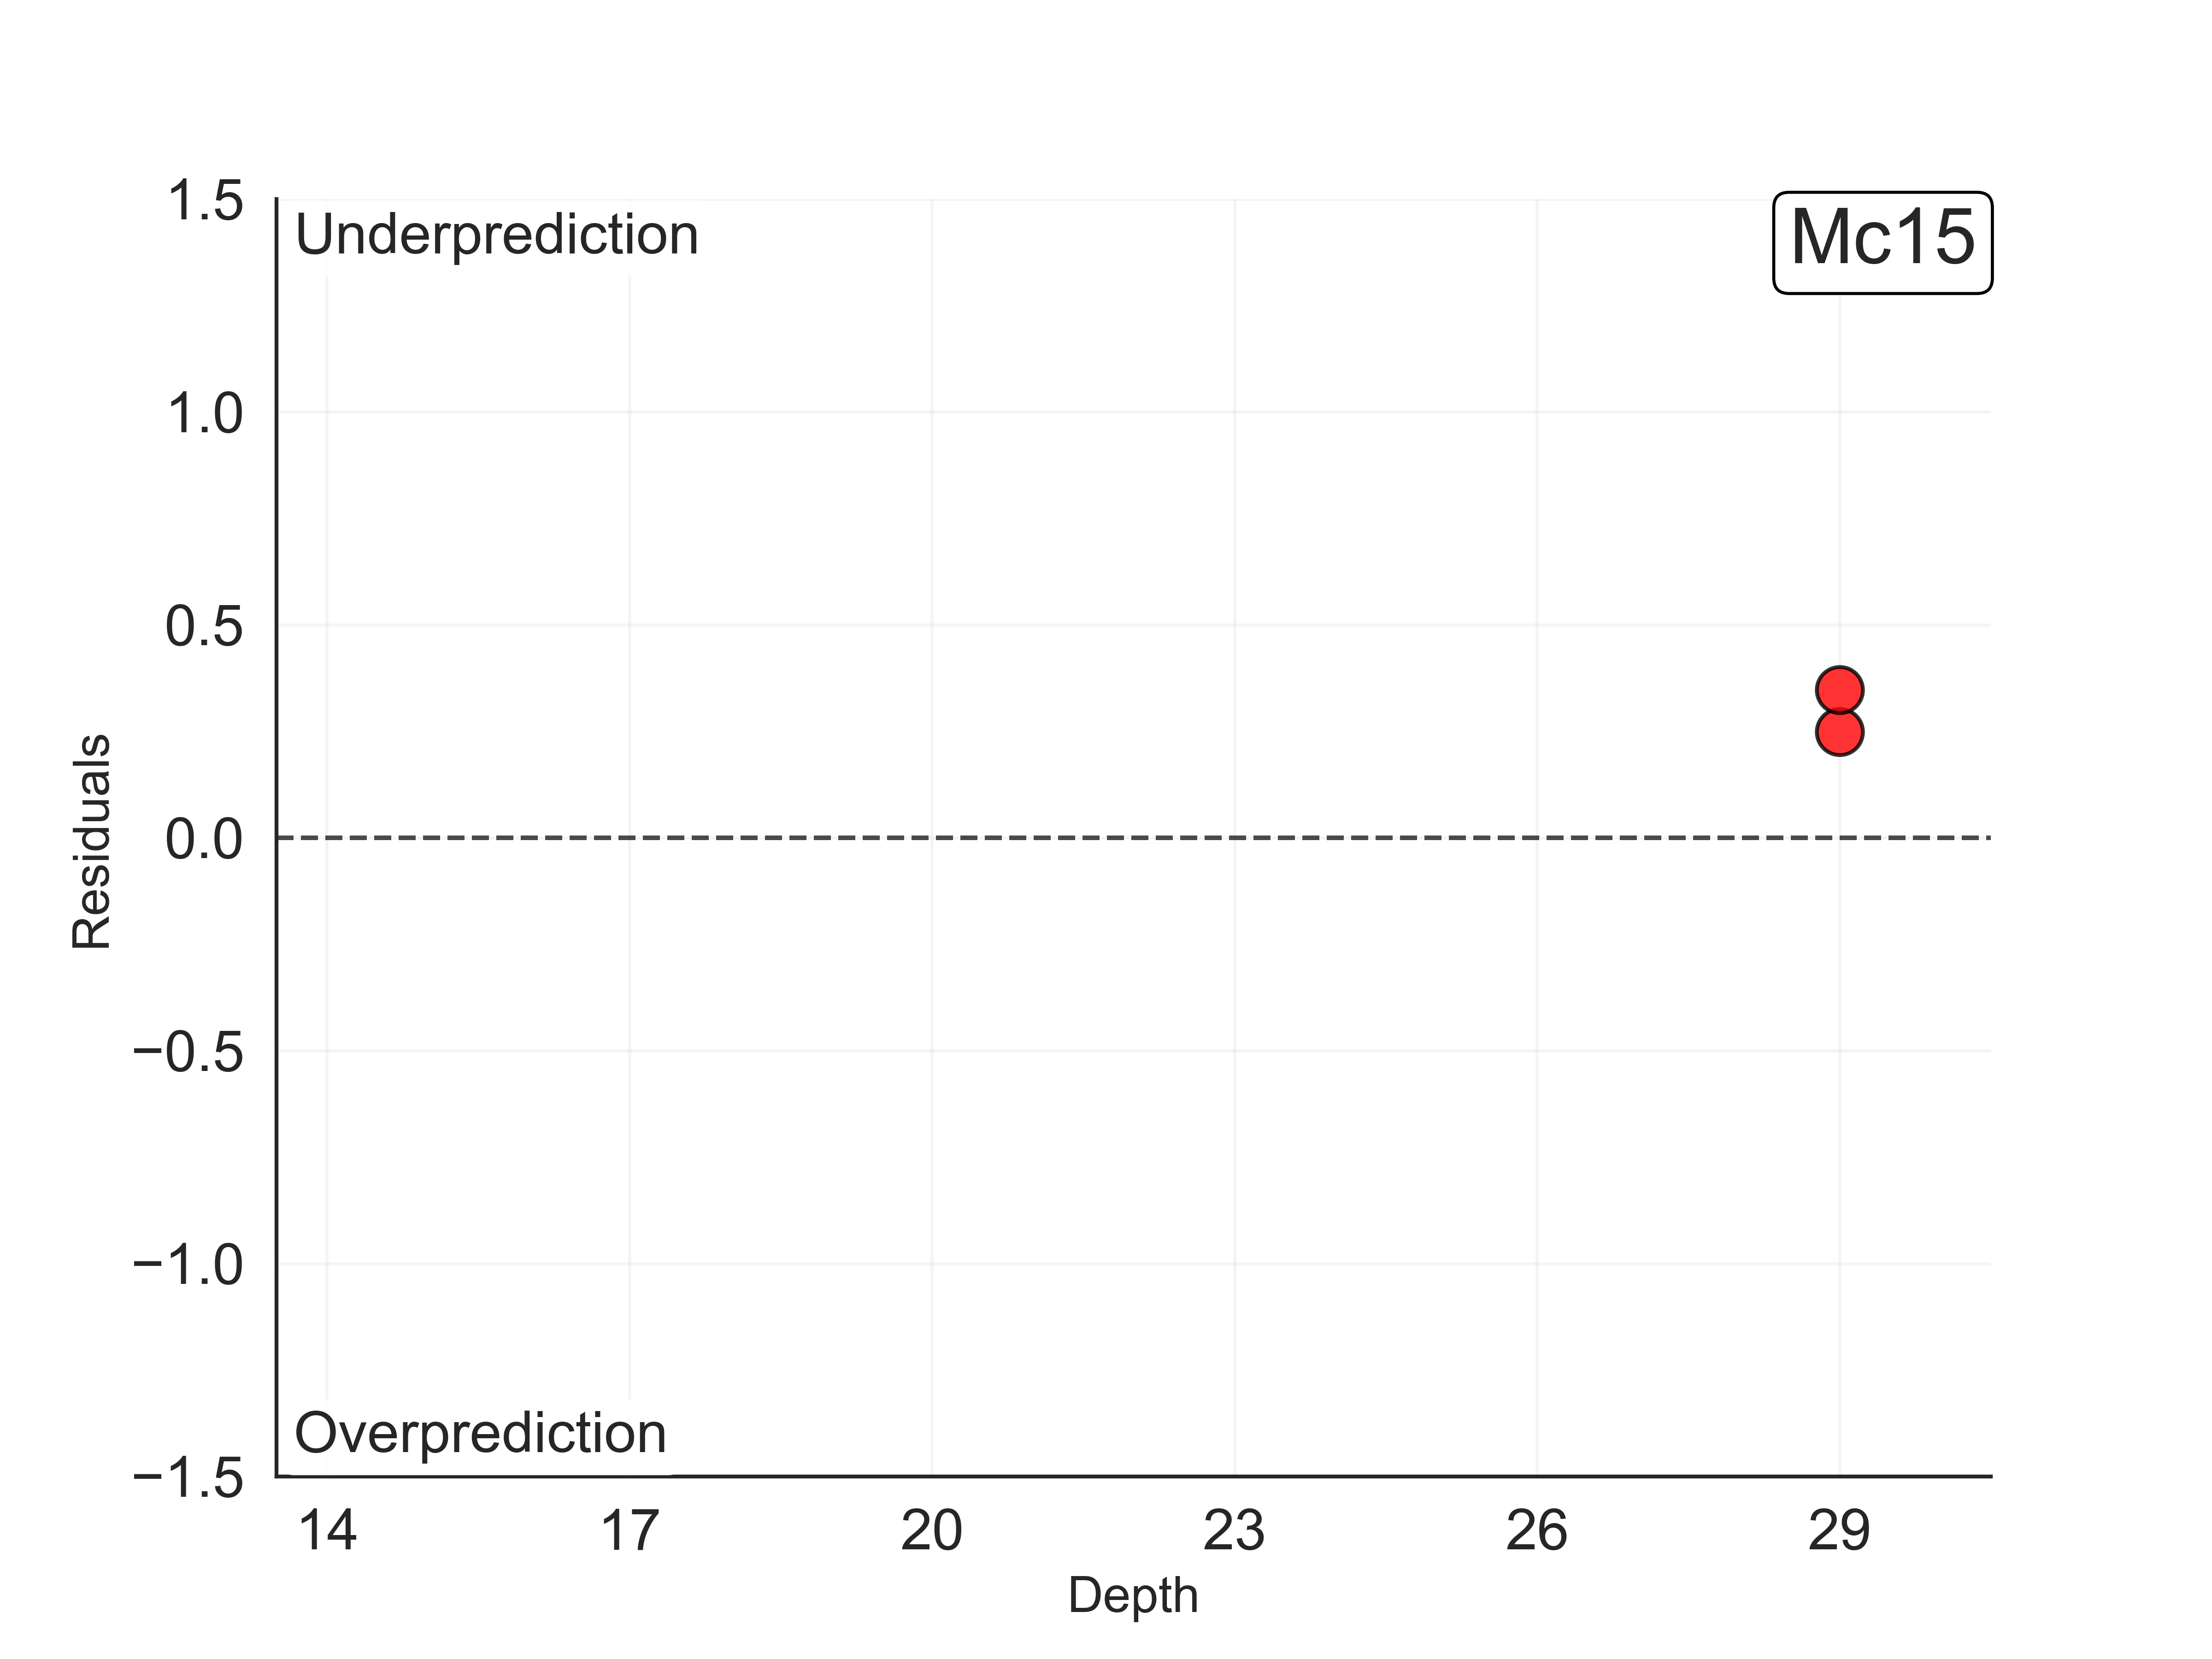 1.5
Underprediction
Mc15
1.0
0.5
0.0
−0.5
−1.0
Overprediction
−1.5
Residuals
14 17 20 23 26 29
Depth